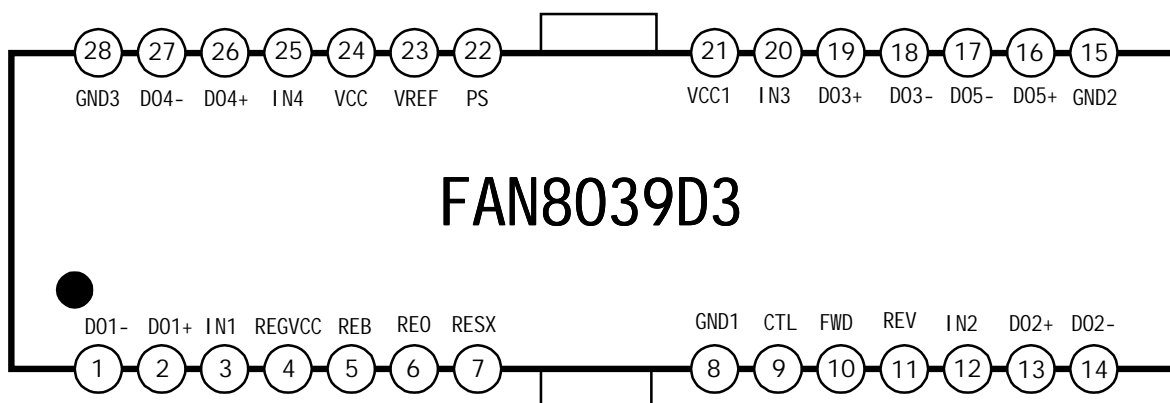 28 27 26 25 24 23 22 21 20 19 18 17 16 15
GND3 DO4- DO4+ IN4 VCC VREF PS VCC1 IN3 DO3+ DO3- DO5- DO5+ GND2
FAN8039D3
DO1- DO1+ IN1 REGVCC REB REO RESX GND1 CTL FWD REV IN2 DO2+ DO2-
1 2 3 4 5 6 7 8 9 10 11 12 13 14